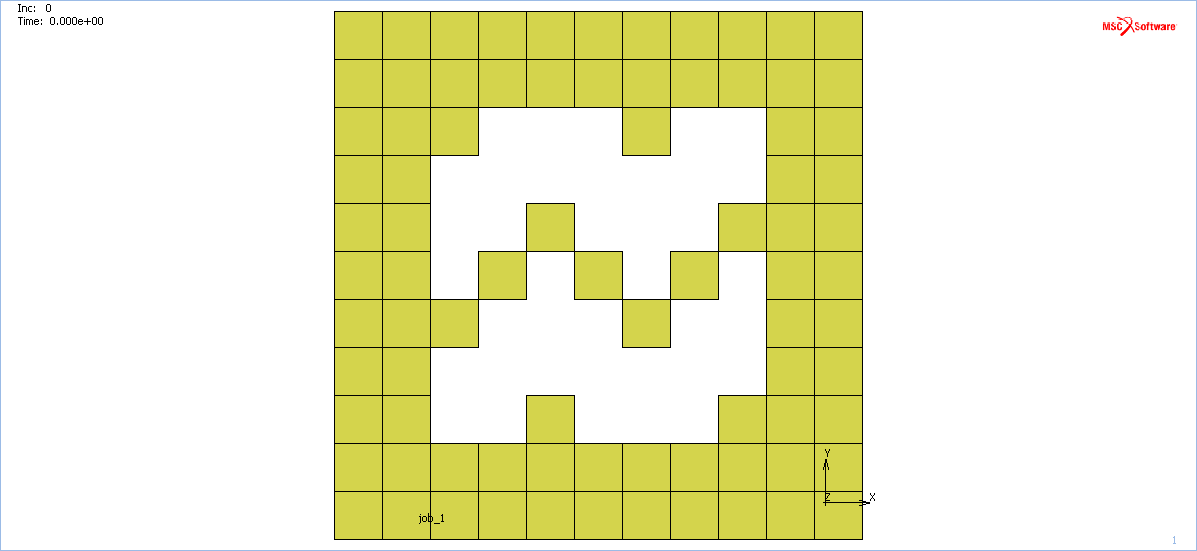 Inc: 0
Time: 0.000e+00
MSC Software
Y
Z X
job_1
1